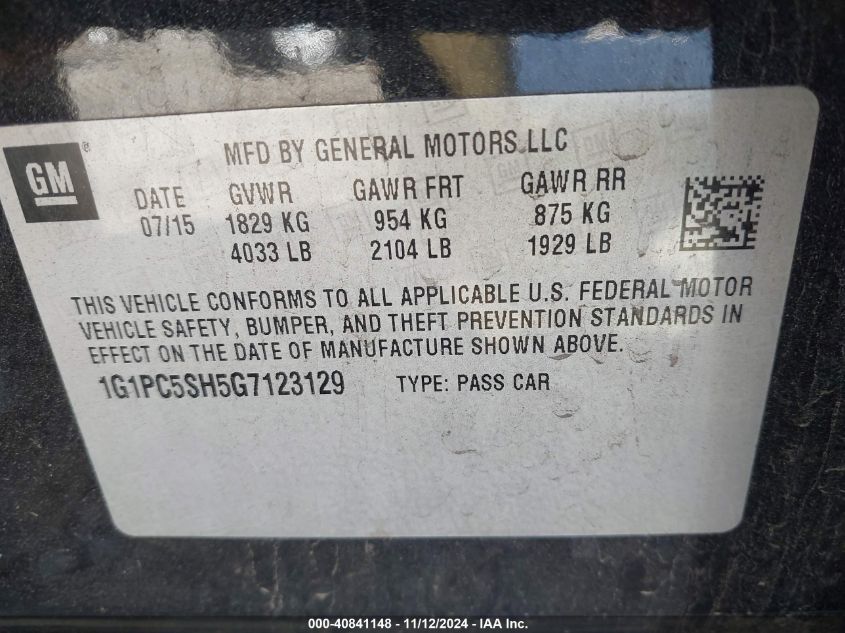 MFD BY GENERAL MOTORS LLC
GM®
DATE GVWR GAWR FRT GAWR RR
07/15 1829 KG 954 KG 875 KG
4033 LB 2104 LB 1929 LB
THIS VEHICLE CONFORMS TO ALL APPLICABLE U.S. FEDERAL MOTOR
VEHICLE SAFETY, BUMPER, AND THEFT PREVENTION STANDARDS IN
EFFECT ON THE DATE OF MANUFACTURE SHOWN ABOVE.
1G1PC5SH5G7123129 TYPE: PASS CAR
000-40841148 - 11/12/2024 - IAA Inc.